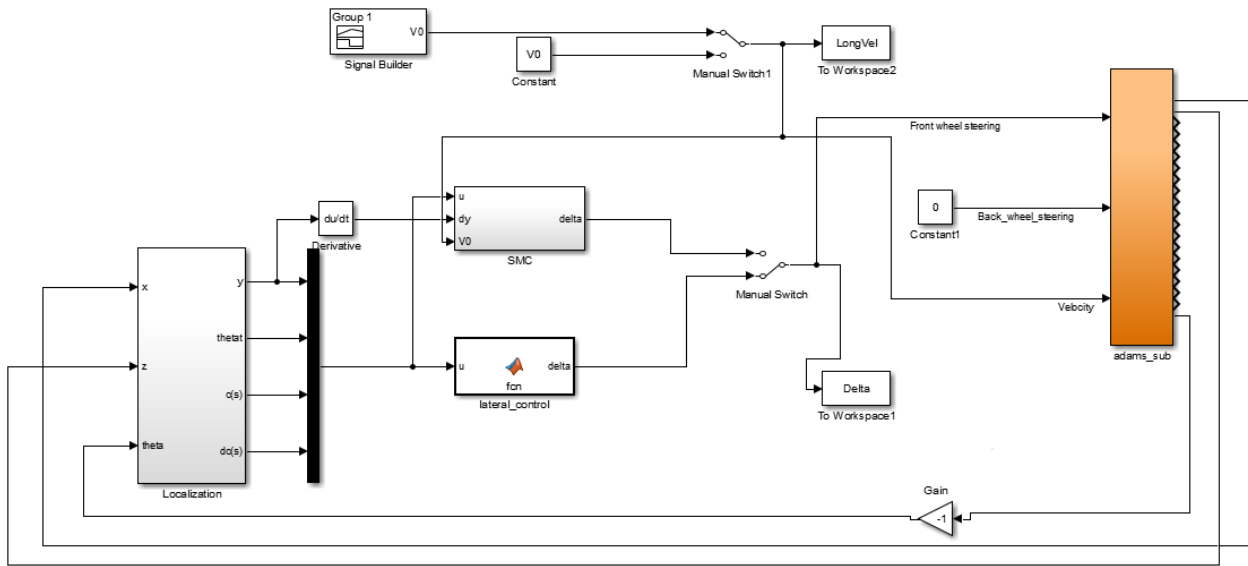 Group 1
V0
Signal Builder
V0
Constant
Manual Switch1
LongVel
To Workspace2
Front wheel steering
0
Constant1
Back_wheel_steering
Velocity
adams_sub
du/dt
Derivative
u
dy
V0
delta
SMC
Manual Switch
x
z
theta
y
thetat
c(s)
dc(s)
Localization
u
fcn
delta
lateral_control
Delta
To Workspace1
Gain
-1